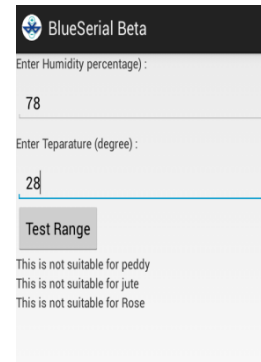 BlueSerial Beta
Enter Humidity percentage) :
78
Enter Teparature (degree) :
28
Test Range
This is not suitable for peddy
This is not suitable for jute
This is not suitable for Rose